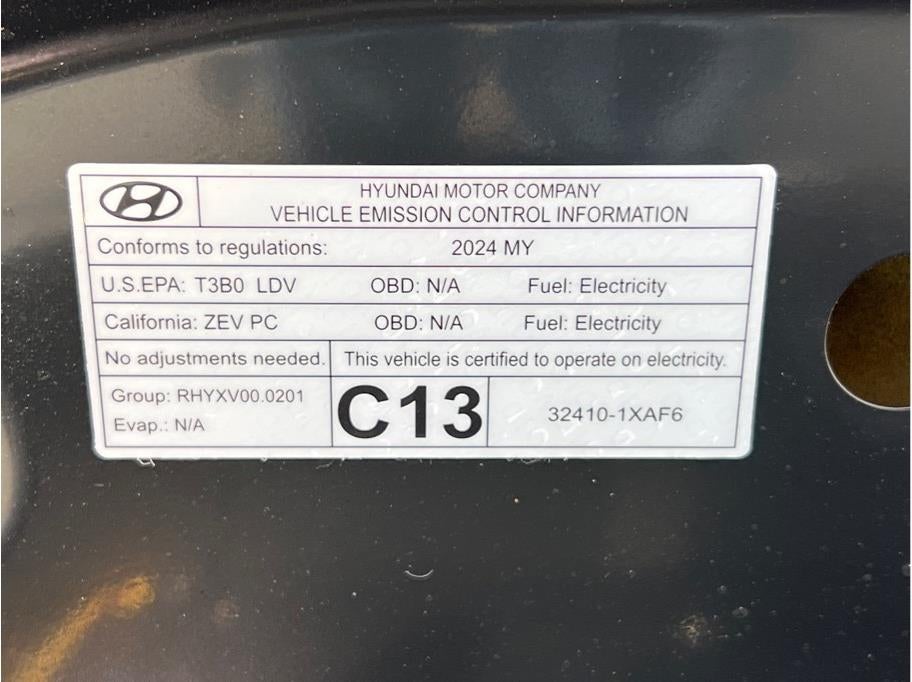 HYUNDAI MOTOR COMPANY
VEHICLE EMISSION CONTROL INFORMATION
Conforms to regulations: 2024 MY
U.S.EPA: T3B0 LDV OBD: N/A Fuel: Electricity
California: ZEV PC OBD: N/A Fuel: Electricity
No adjustments needed. This vehicle is certified to operate on electricity.
Group: RHYXV00.0201
Evap.: N/A
C13
32410-1XAF6